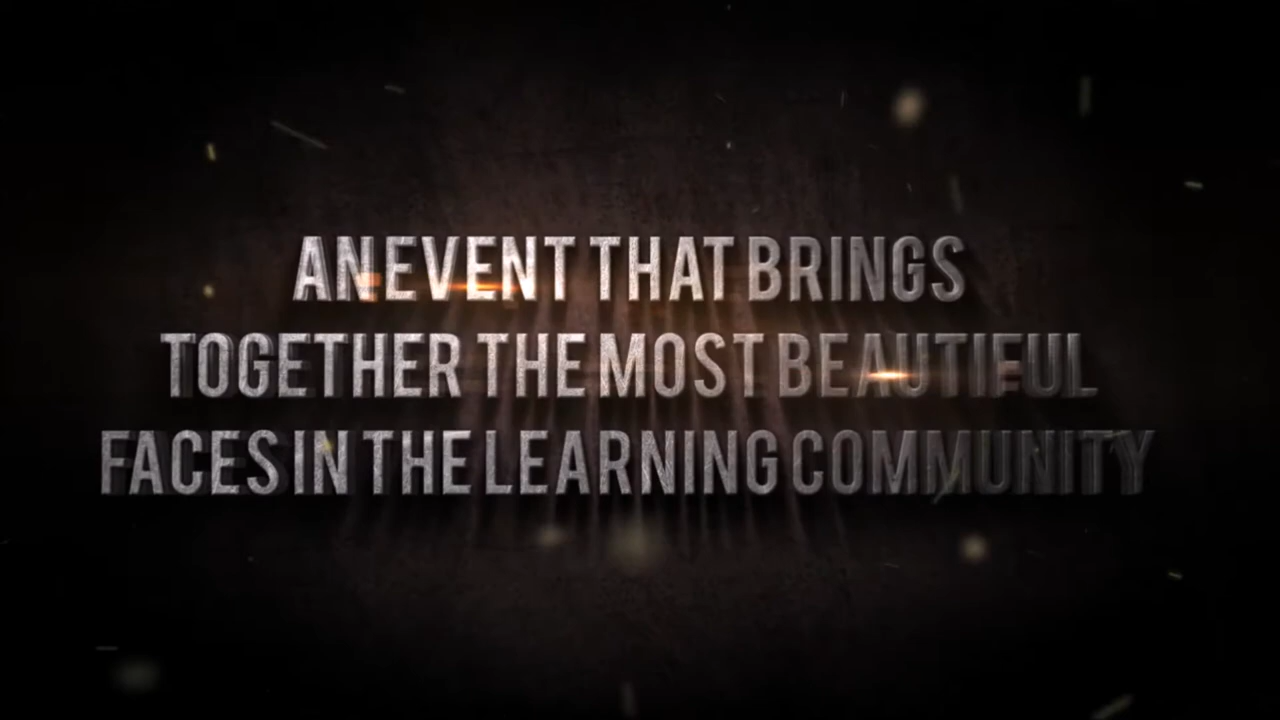 AN EVENT THAT BRINGS
TOGETHER THE MOST BEAUTIFUL
FACES IN THE LEARNING COMMUNITY